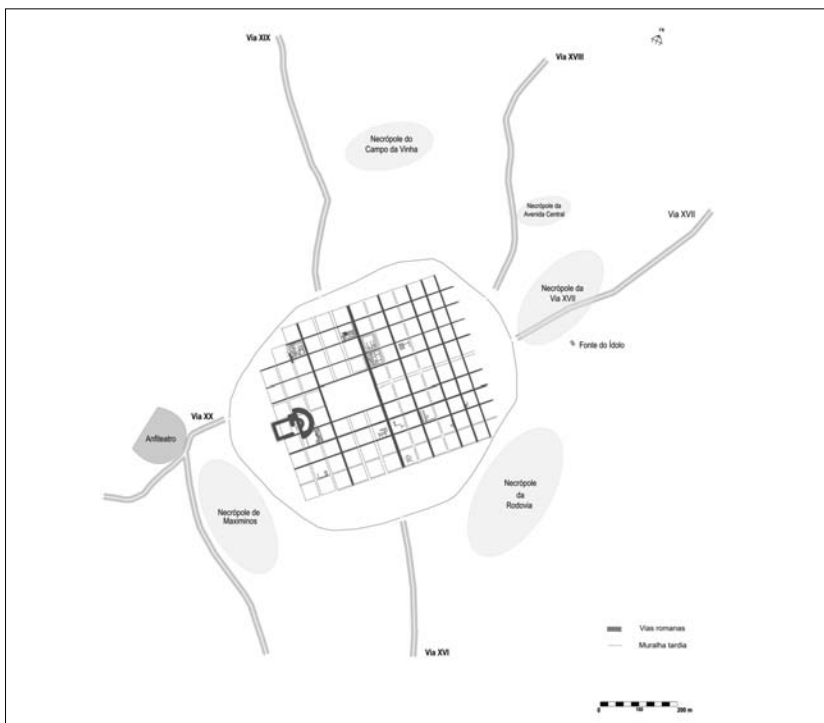 N
Via XIX
Via XVIII
Necrópole do
Campo da Vinha
Necrópole da
Avenida Central
Via XVII
Necrópole da
Via XVII
Fonte do Ídolo
Via XX
Anfiteatro
Necrópole
da
Rodovia
Necrópole de
Maximinos
Via XVI
Vias romanas
Muralha tardia
0 100 200 m